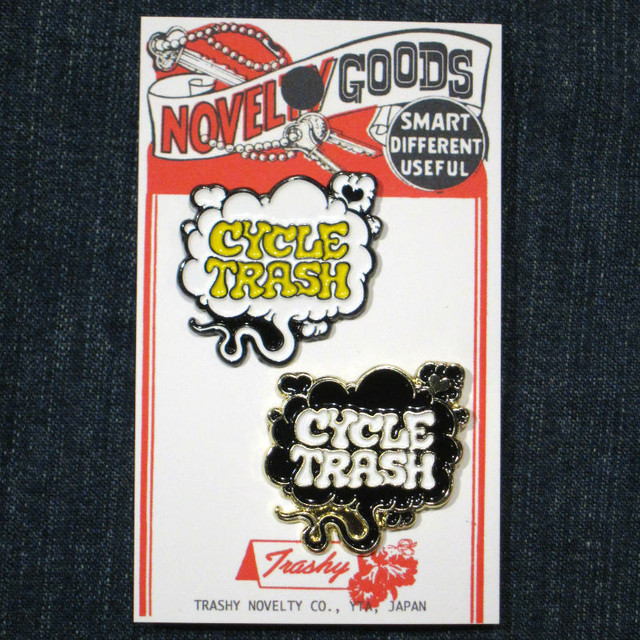 NOVELTY GOODS
SMART
DIFFERENT
USEFUL
CYCLE
TRASH
CYCLE
TRASH
Trashy
TRASHY NOVELTY CO., YTA, JAPAN